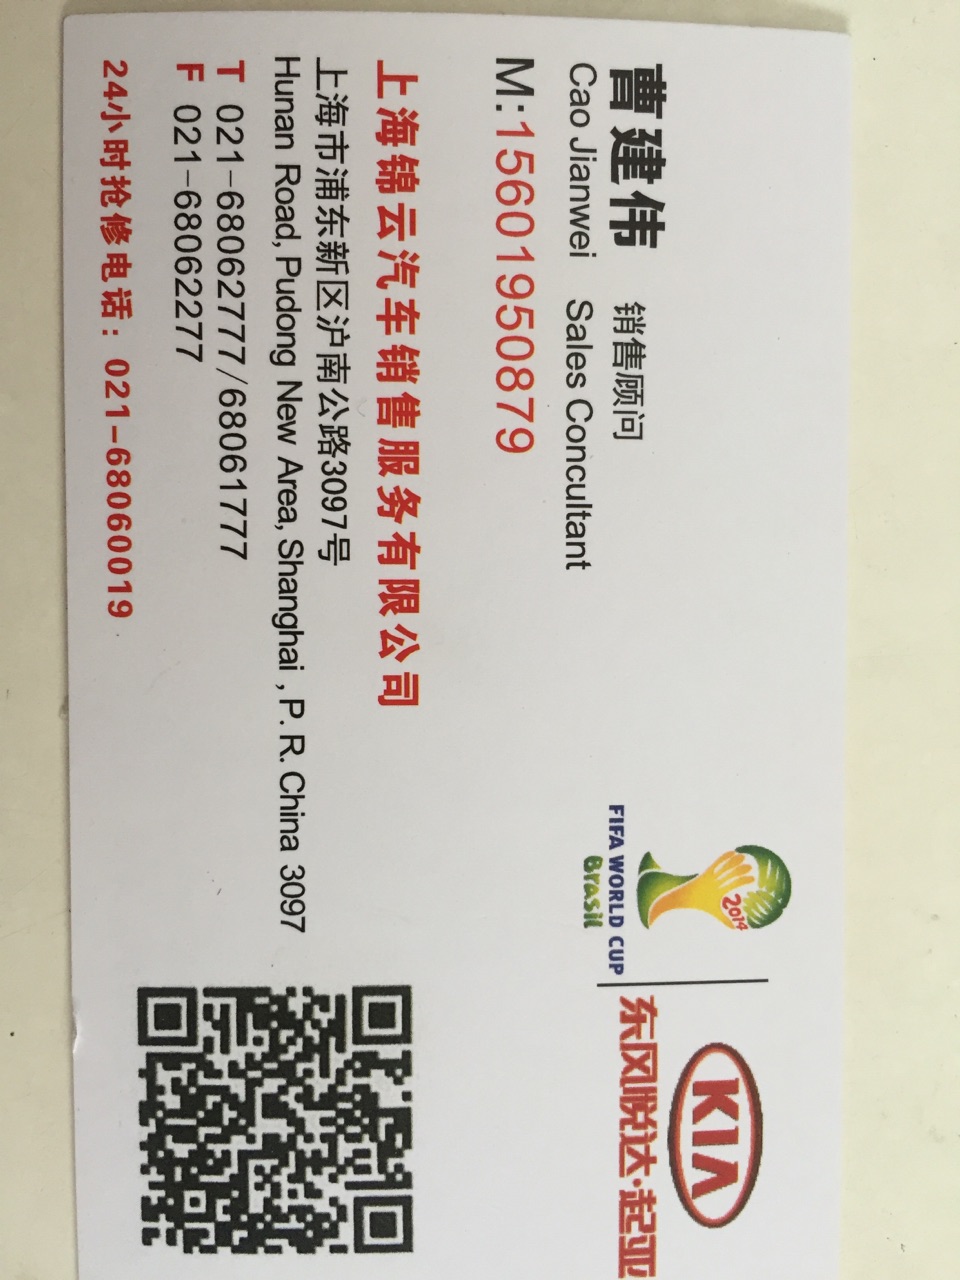 2014
FIFA WORLD CUP
Brasil
KIA
东风悦达·起亚
曹建伟 销售顾问
Cao Jianwei Sales Concultant
M:15601950879
上海锦云汽车销售服务有限公司
上海市浦东新区沪南公路3097号
Hunan Road, Pudong New Area, Shanghai , P. R. China 3097
T 021-68062777/68061777
F 021-68062277
24小时抢修电话: 021-68060019